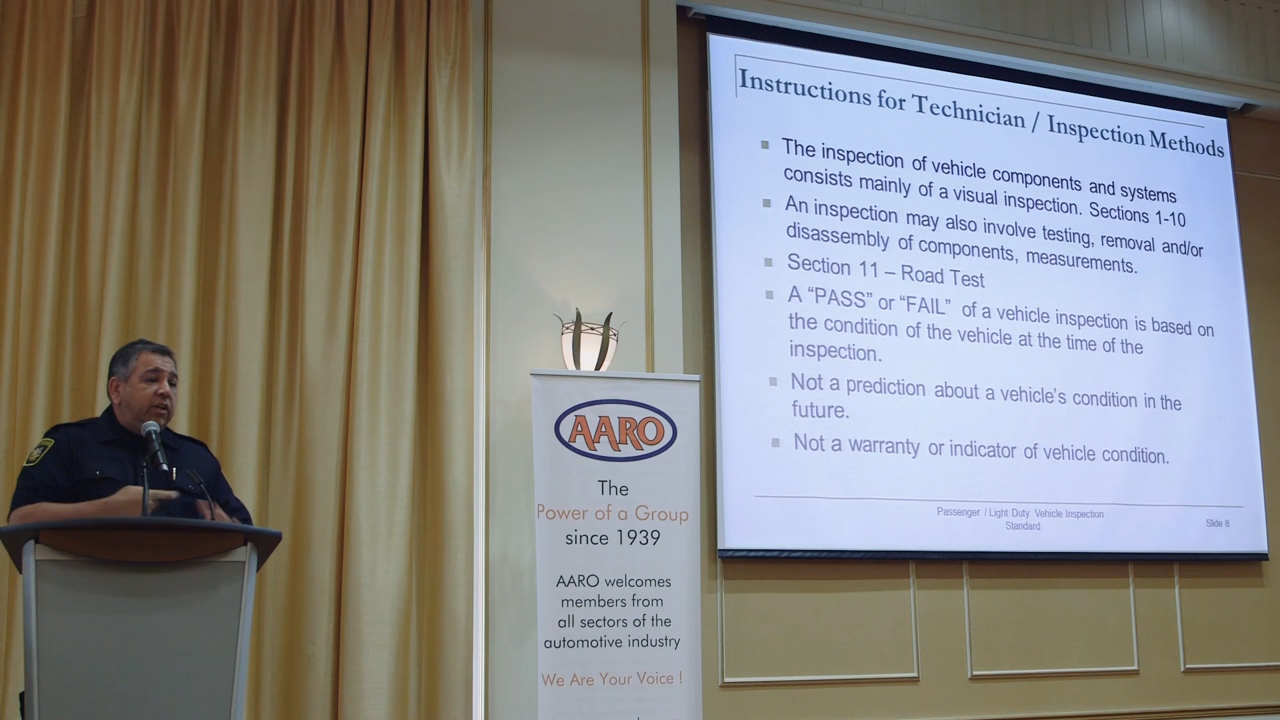 Instructions for Technician / Inspection Methods
The inspection of vehicle components and systems
consists mainly of a visual inspection. Sections 1-10
An inspection may also involve testing, removal and/or
disassembly of components, measurements.
Section 11 – Road Test
A “PASS” or “FAIL” of a vehicle inspection is based on
the condition of the vehicle at the time of the
inspection.
Not a prediction about a vehicle’s condition in the
future.
Not a warranty or indicator of vehicle condition.
Passenger / Light Duty Vehicle Inspection
Standard.
Slide 8
AARO
The
Power of a Group
since 1939
AARO welcomes
members from
all sectors of the
automotive industry
We Are Your Voice !